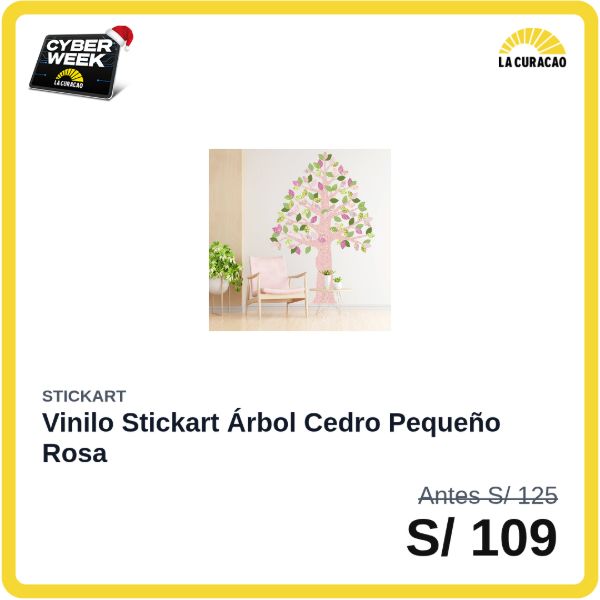 CYBER
WEEK
LA CURACAO
LA CURACAO
STICKART
Vinilo Stickart Árbol Cedro Pequeño
Rosa
Antes S/ 125
S/ 109